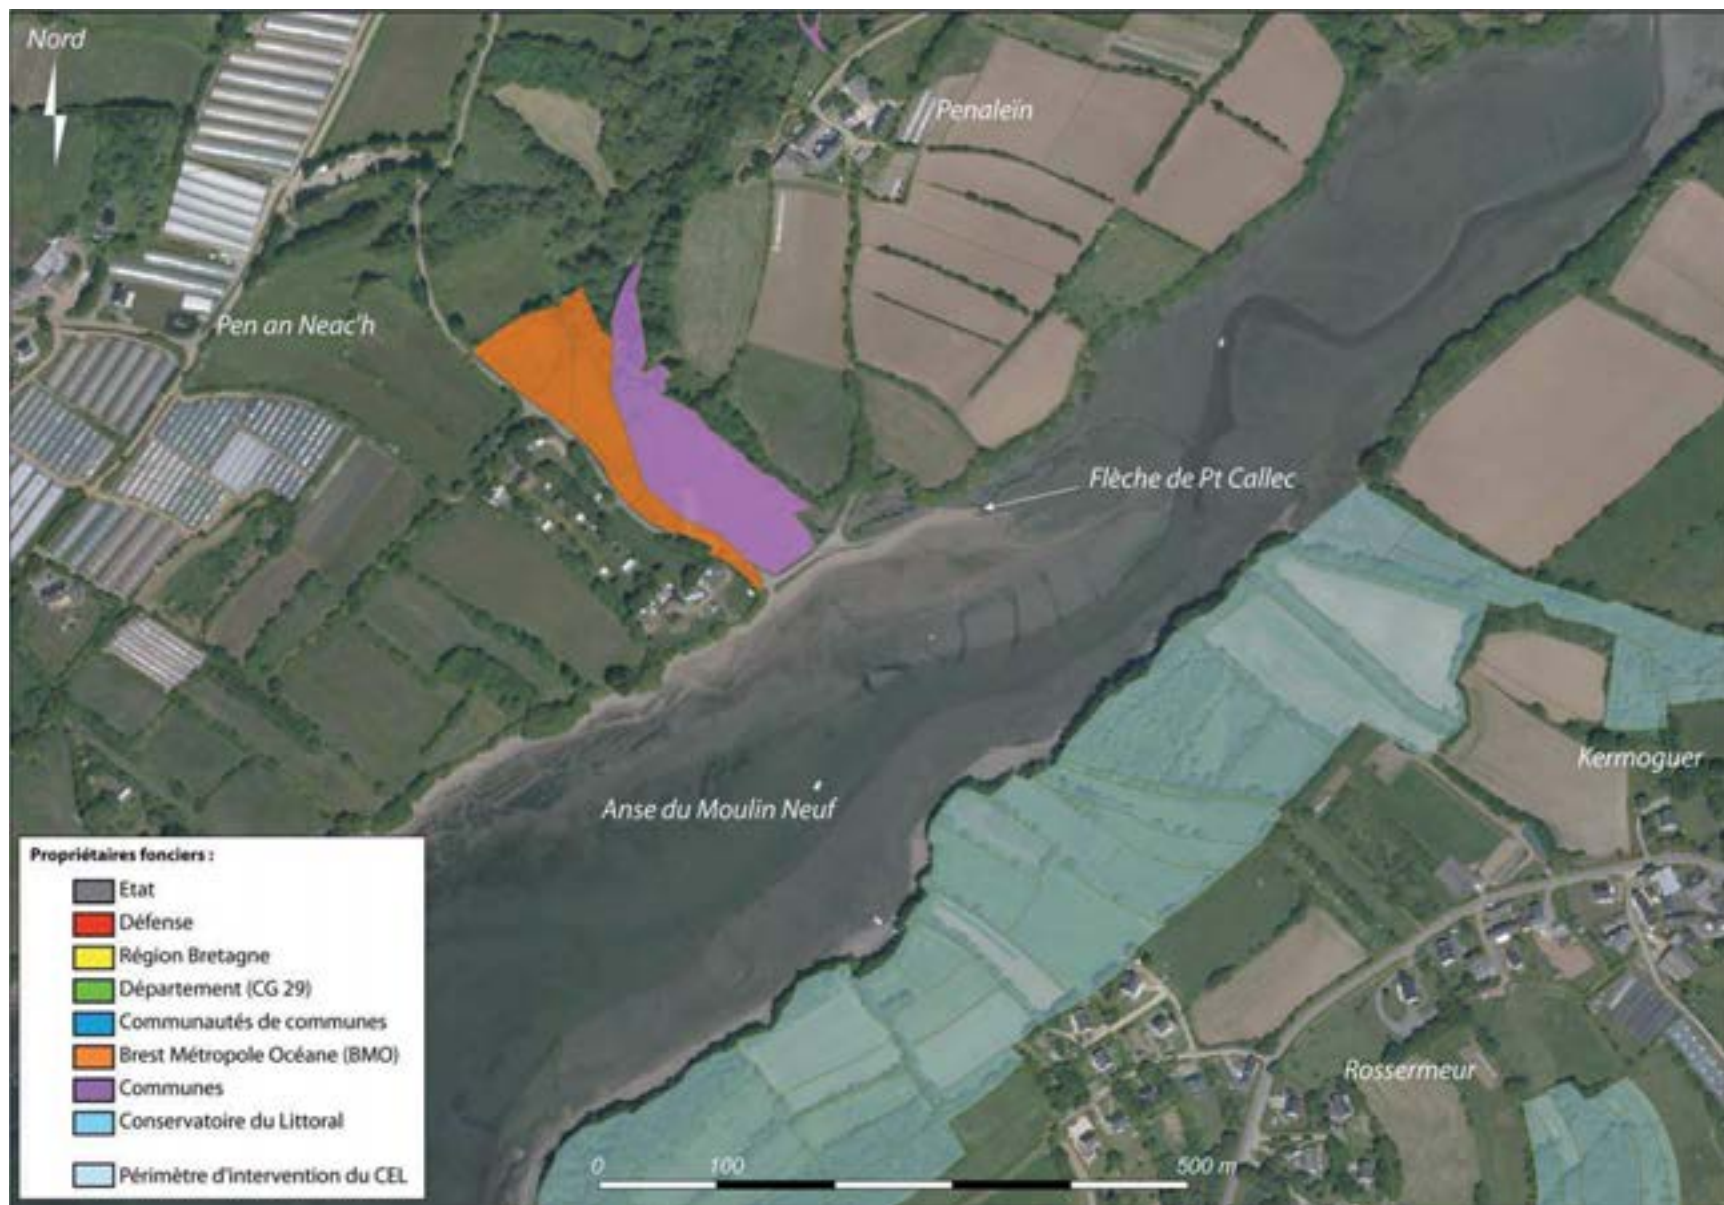 Nord
Penaleïn
Pen an Neac'h
Flèche de Pt Callec
Kermoguer
Anse du Moulin Neuf
Rossermeur
Propriétaires fonciers :
Etat
Défense
Région Bretagne
Département (CG 29)
Communautés de communes
Brest Métropole Océane (BMO)
Communes
Conservatoire du Littoral
Périmètre d'intervention du CEL
0 100 500 m